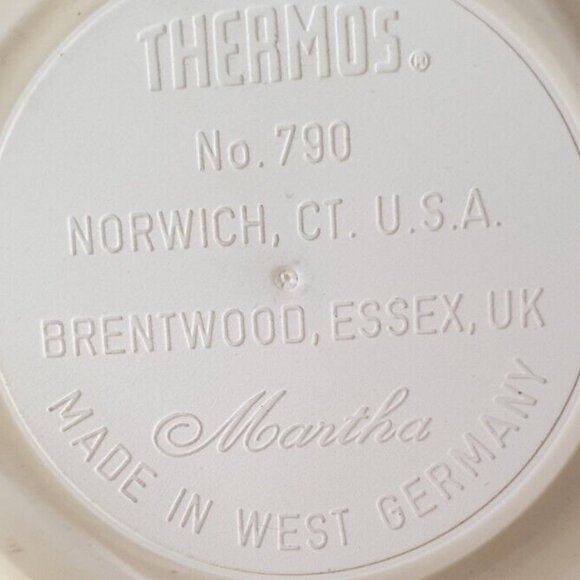 THERMOS®
No. 790
NORWICH, CT. U.S.A.
BRENTWOOD, ESSEX, UK
Martha
MADE IN WEST GERMANY